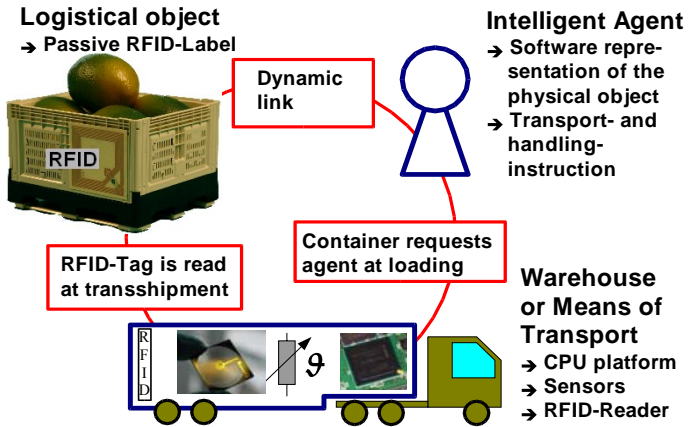 Logistical object
→ Passive RFID-Label
RFID
Dynamic
link
Intelligent Agent
→ Software repre-
sentation of the
physical object
→ Transport- and
handling-
instruction
RFID-Tag is read
at transshipment
Container requests
agent at loading
Warehouse
or Means of
Transport
→ CPU platform
→ Sensors
→ RFID-Reader
R
F
I
D
ϑ